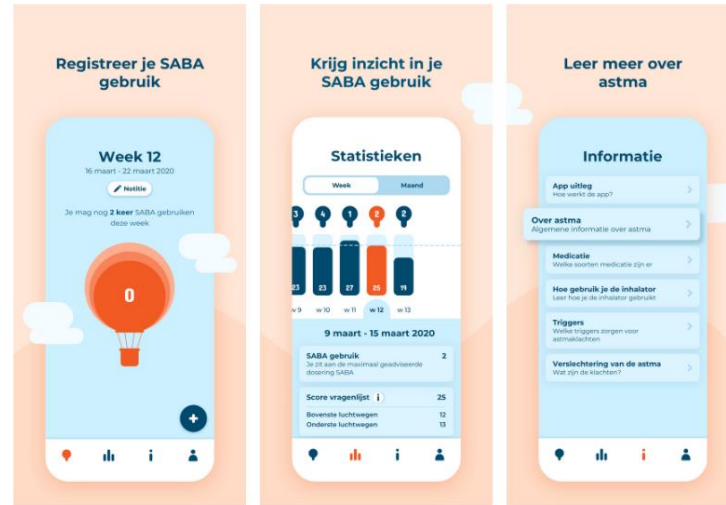 Registreer je SABA
gebruik
Week 12
16 maart - 22 maart 2020
Notitie
Je mag nog 2 keer SABA gebruiken
deze week
0
+
Krijg inzicht in je
SABA gebruik
Statistieken
Week Maand
3 4 1 2 2
23 23 27 25 19
w 9 w 10 w 11 w 12 w 13
9 maart - 15 maart 2020
SABA gebruik 2
Je zit aan de maximaal geadviseerde
dosering SABA
Score vragenlijst i 25
Bovenste luchtwegen 12
Onderste luchtwegen 13
Leer meer over
astma
Informatie
App uitleg
Hoe werkt de app?
Over astma
Algemene informatie over astma
Medicatie
Welke soorten medicatie zijn er
Hoe gebruik je de inhalator
Leer hoe je de inhalator gebruikt
Triggers
Welke triggers zorgen voor
astmaklachten
Verslechtering van de astma
Wat zijn de klachten?